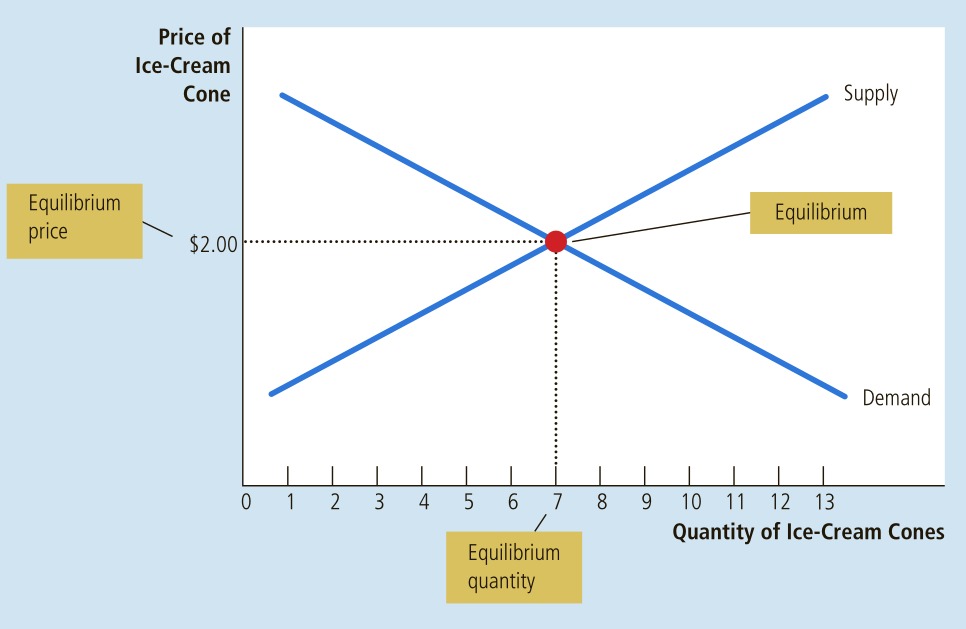 Price of
Ice-Cream
Cone
Supply
Equilibrium
price
Equilibrium
$2.00
Demand
0 1 2 3 4 5 6 7 8 9 10 11 12 13
Quantity of Ice-Cream Cones
Equilibrium
quantity